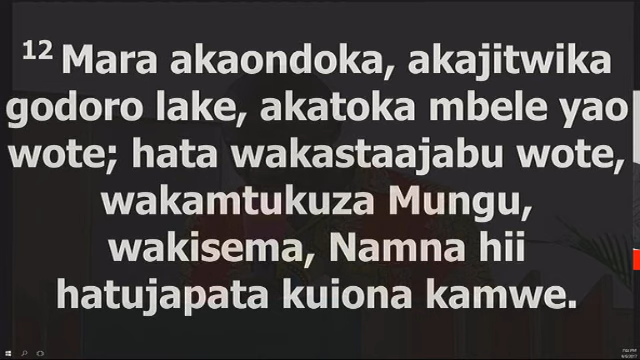 12 Mara akaondoka, akajitwika
godoro lake, akatoka mbele yao
wote; hata wakastaajabu wote,
wakamtukuza Mungu,
wakisema, Namna hii
hatujapata kuiona kamwe.